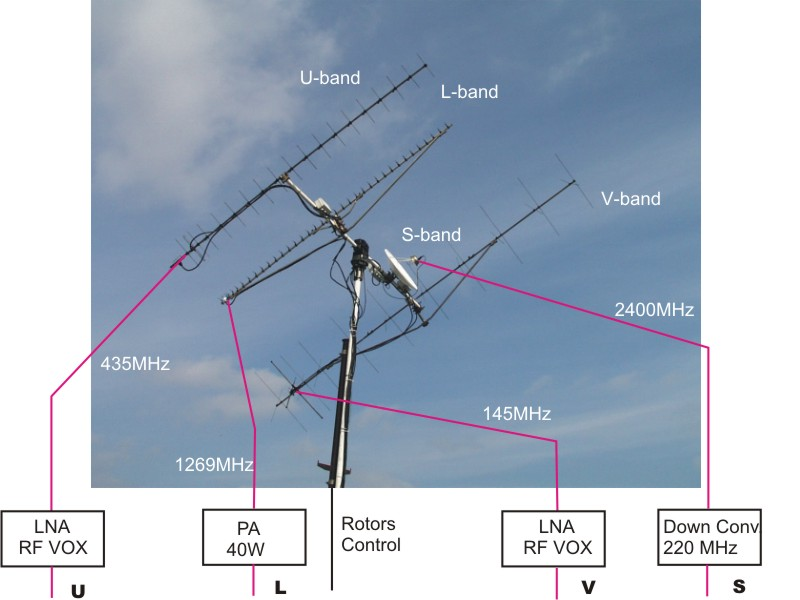 U-band
L-band
V-band
S-band
2400MHz
435MHz
145MHz
1269MHz
LNA
RF VOX
PA
40W
Rotors
Control
LNA
RF VOX
Down Conv.
220 MHz
U
L
V
S